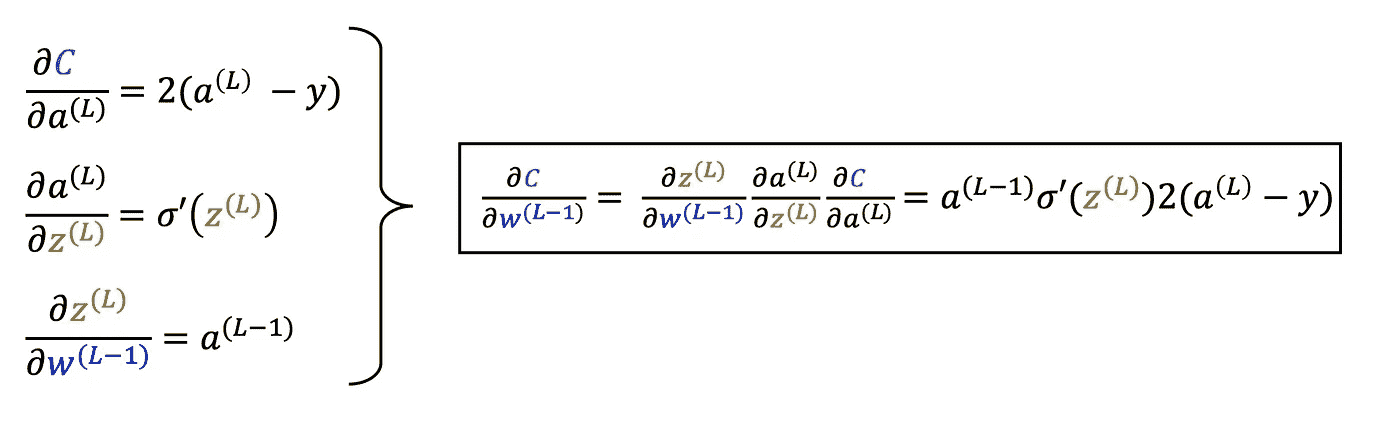 ∂C/∂a^(L) = 2(a^(L) − y)
∂a^(L)/∂z^(L) = σ′(z^(L))
∂z^(L)/∂w^(L−1) = a^(L−1)
∂C/∂w^(L−1) = ∂z^(L)/∂w^(L−1) ∂a^(L)/∂z^(L) ∂C/∂a^(L) = a^(L−1)σ′(z^(L))2(a^(L) − y)